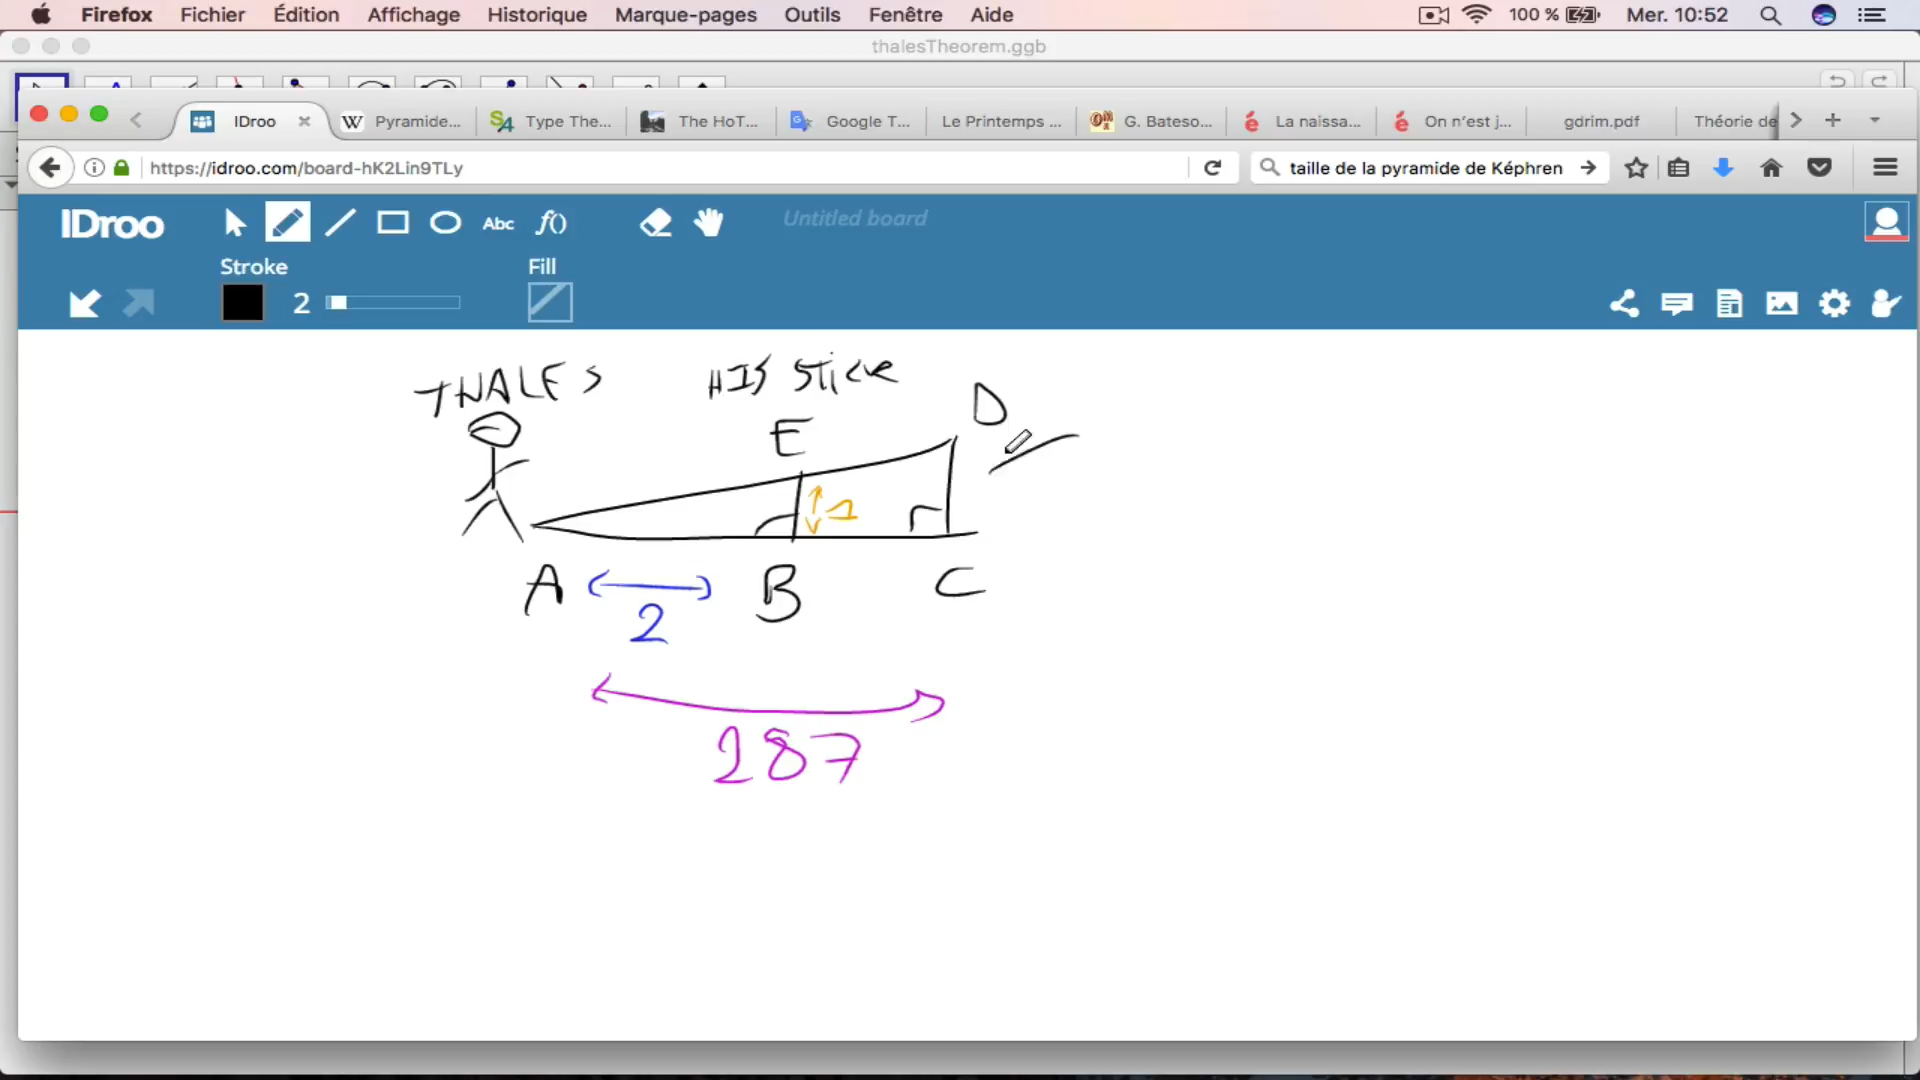 Firefox Fichier Édition Affichage Historique Marque-pages Outils Fenêtre Aide 100 % Mer. 10:52
thalesTheorem.ggb
IDroo Pyramide... Type The... The HoT... Google T... Le Printemps ... G. Bateso... La naissa... On n'est j... gdrim.pdf Théorie de
https://idroo.com/board-hK2Lin9TLy taille de la pyramide de Képhren
IDroo Abc f() Untitled board
Stroke Fill
2
THALES HIS STICK
D
E
1
A B C
2
287